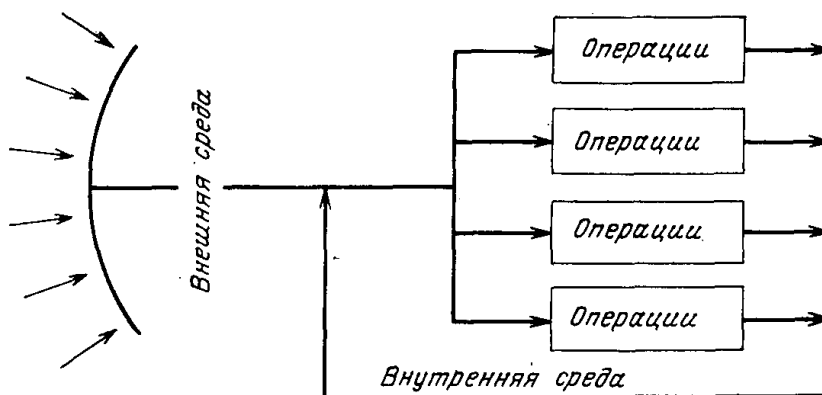 Операции
Операции
Внешняя среда
Операции
Операции
Внутренняя среда